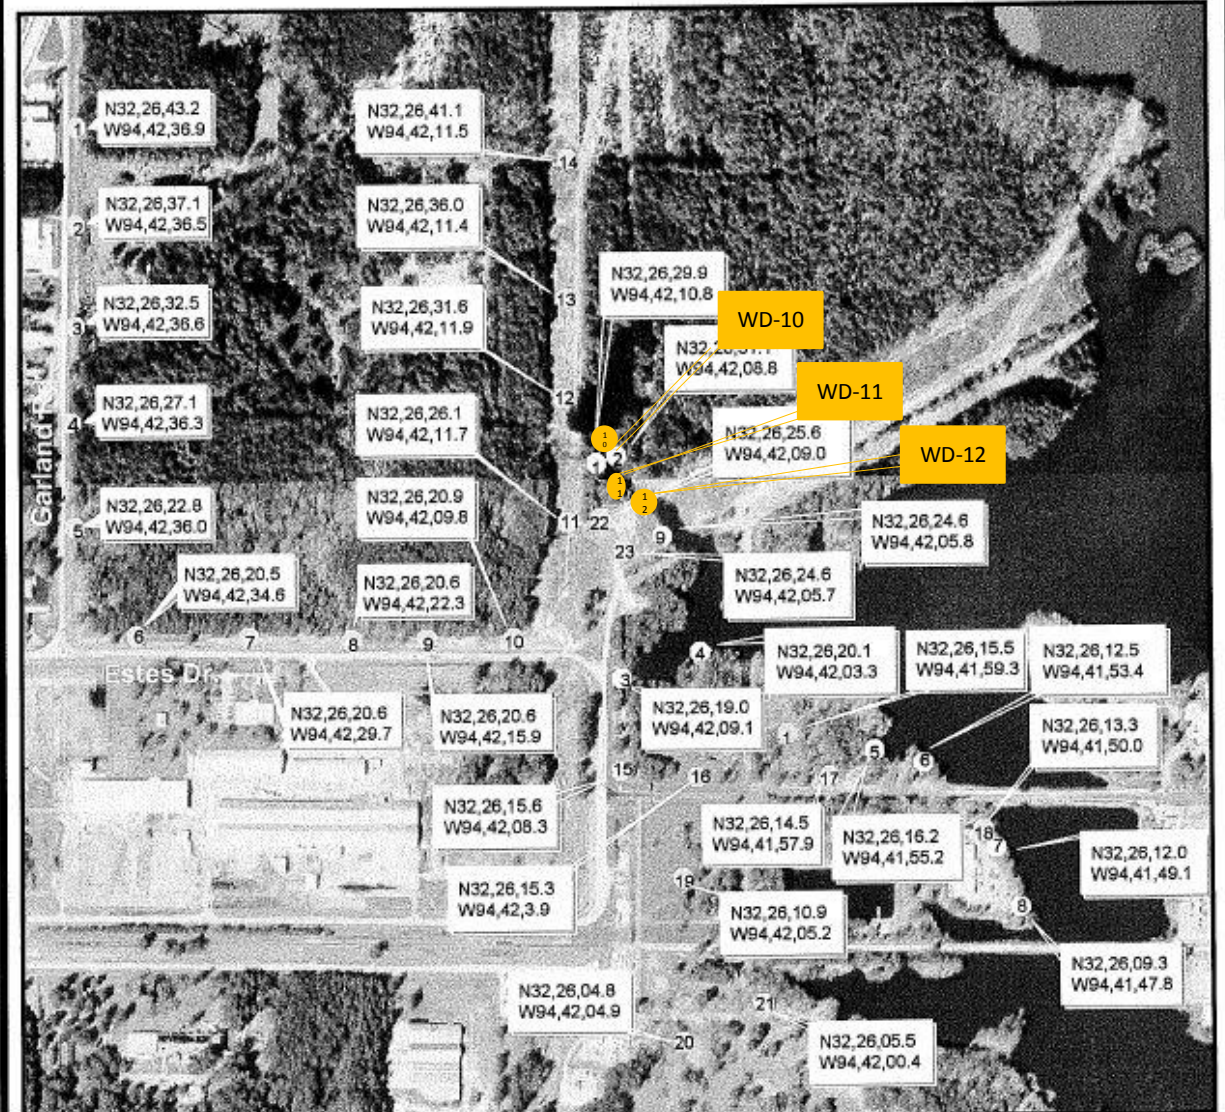 N32,26,43.2
W94,42,36.9
1
N32,26,41.1
W94,42,11.5
14
N32,26,37.1
W94,42,36.5
2
N32,26,36.0
W94,42,11.4
13
N32,26,29.9
W94,42,10.8
WD-10
N32,26,32.5
W94,42,36.6
3
N32,26,31.6
W94,42,11.9
12
W94,42,08.8
WD-11
N32,26,27.1
W94,42,36.3
4
N32,26,26.1
W94,42,11.7
11
N32,26,25.6
W94,42,09.0
WD-12
10
1
2
11
12
Garland
N32,26,22.8
W94,42,36.0
5
N32,26,20.9
W94,42,09.8
22
9
23
N32,26,24.6
W94,42,05.8
N32,26,20.5
W94,42,34.6
N32,26,20.6
W94,42,22.3
N32,26,24.6
W94,42,05.7
6
7
8
9
10
4
N32,26,20.1
W94,42,03.3
N32,26,15.5
W94,41,59.3
N32,26,12.5
W94,41,53.4
Estes Dr.
3
N32,26,20.6
W94,42,29.7
N32,26,20.6
W94,42,15.9
N32,26,19.0
W94,42,09.1
1
N32,26,13.3
W94,41,50.0
5
6
15
16
17
N32,26,15.6
W94,42,08.3
N32,26,14.5
W94,41,57.9
N32,26,16.2
W94,41,55.2
18
7
N32,26,12.0
W94,41,49.1
N32,26,15.3
W94,42,3.9
19
N32,26,10.9
W94,42,05.2
8
N32,26,09.3
W94,41,47.8
N32,26,04.8
W94,42,04.9
21
20
N32,26,05.5
W94,42,00.4